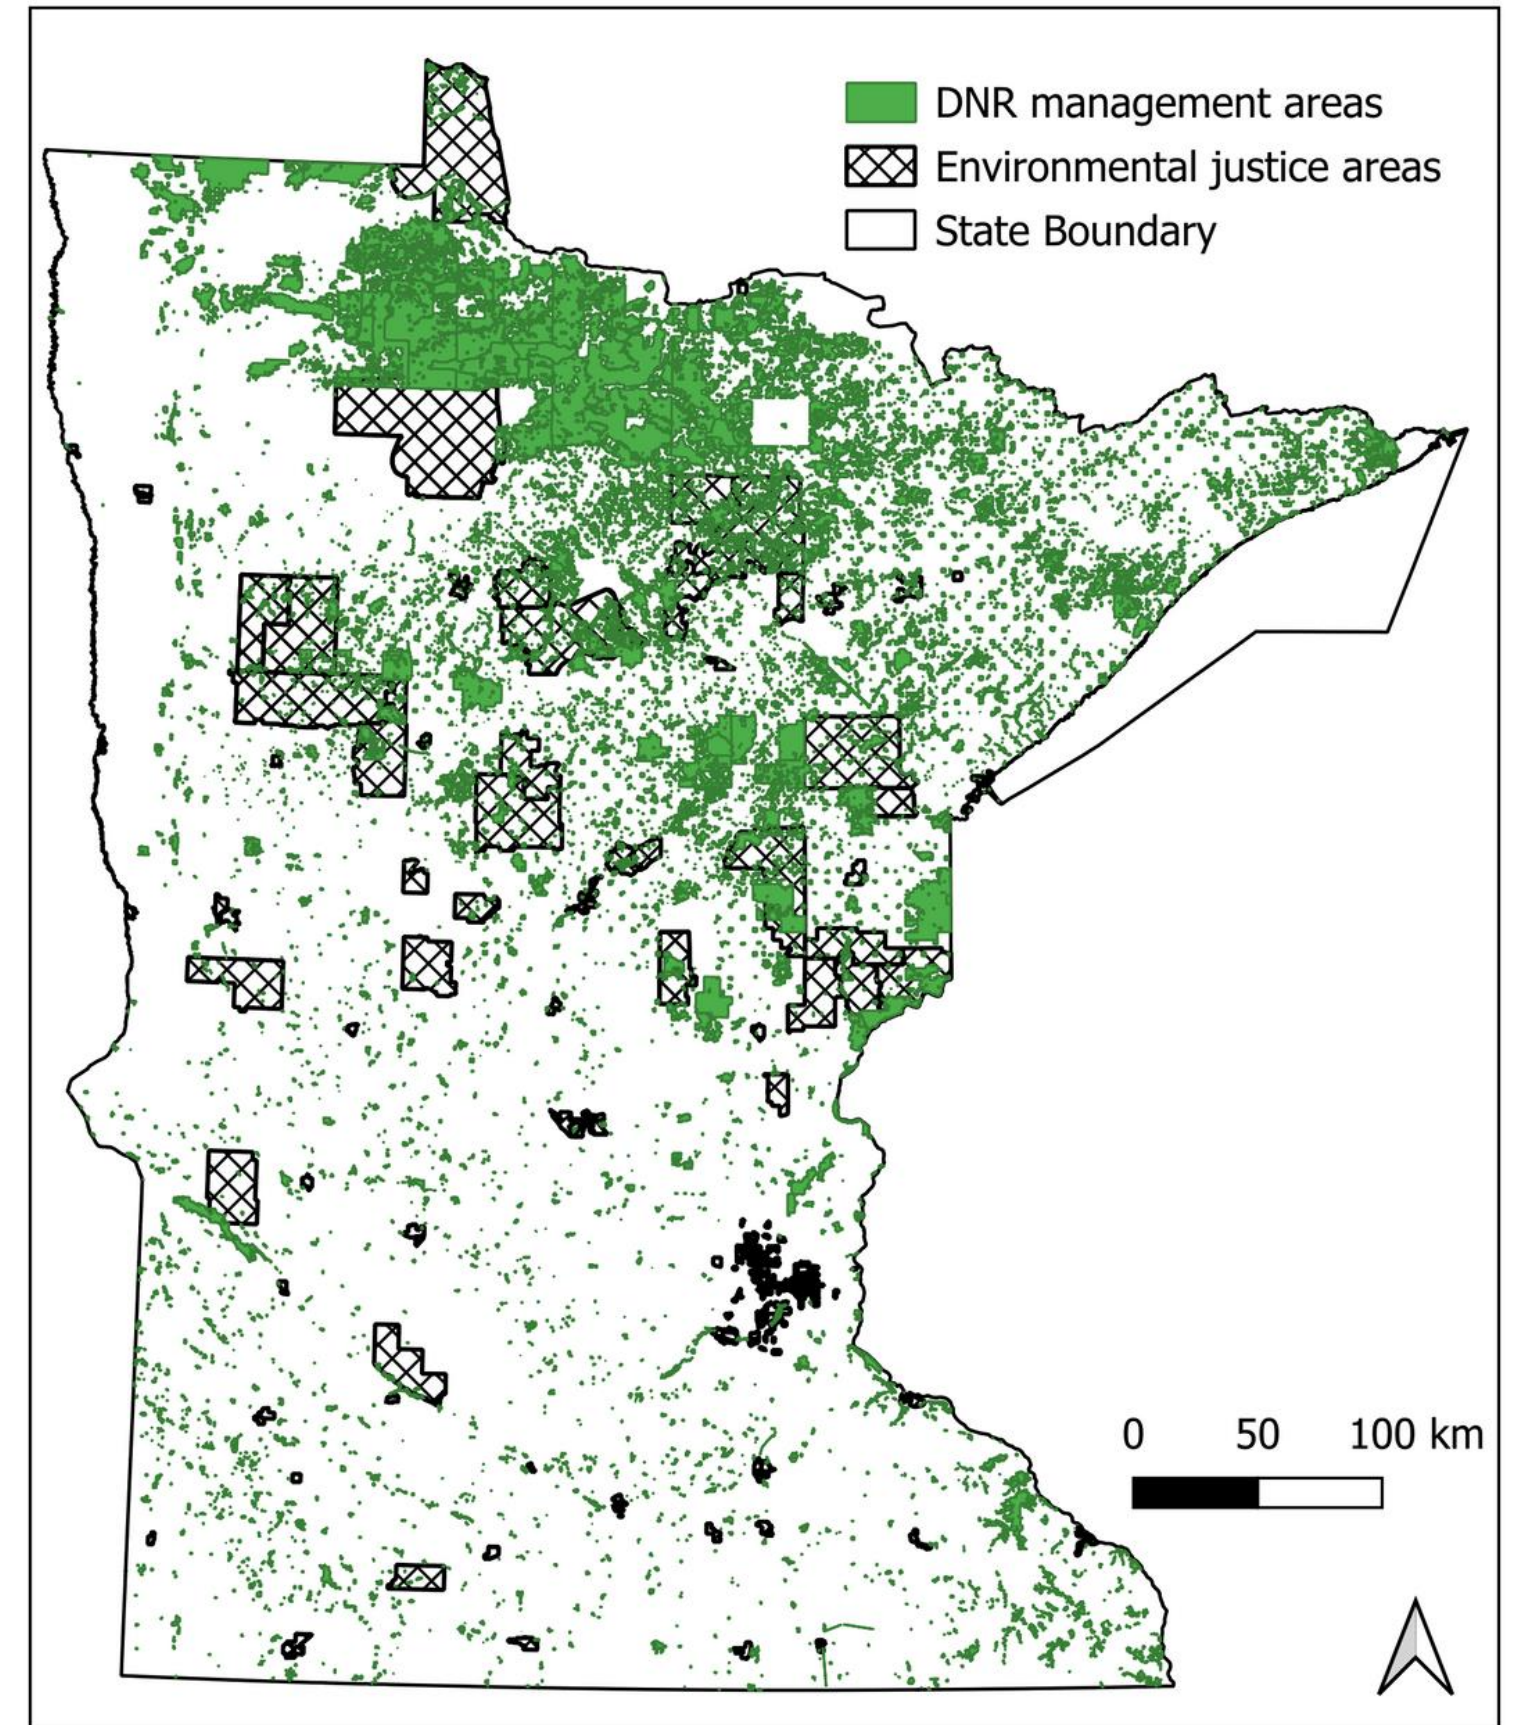 DNR management areas
Environmental justice areas
State Boundary
0 50 100 km